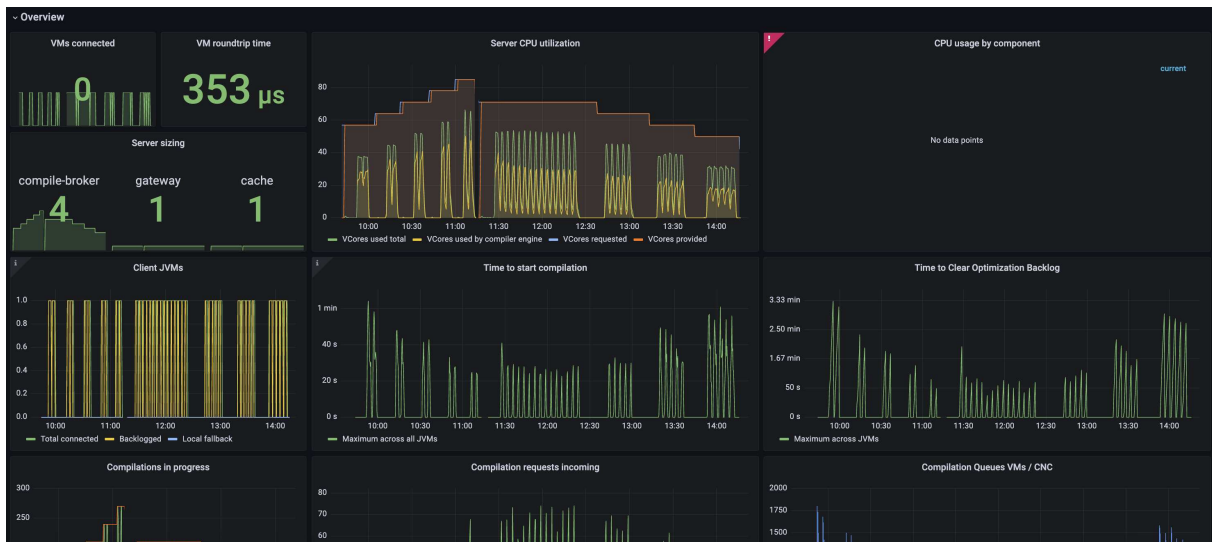 Overview
VMs connected
0
VM roundtrip time
353 μs
Server sizing
compile-broker gateway cache
4 1 1
Server CPU utilization
80
60
40
20
0
10:00 10:30 11:00 11:30 12:00 12:30 13:00 13:30 14:00
VCores used total VCores used by compiler engine VCores requested VCores provided
!
CPU usage by component
current
No data points
i
Client JVMs
1.0
0.8
0.6
0.4
0.2
0.0
10:00 11:00 12:00 13:00 14:00
Total connected Backlogged Local fallback
i
Time to start compilation
1 min
40 s
20 s
0 s
10:00 10:30 11:00 11:30 12:00 12:30 13:00 13:30 14:00
Maximum across all JVMs
Time to Clear Optimization Backlog
3.33 min
2.50 min
1.67 min
50 s
0 s
10:00 10:30 11:00 11:30 12:00 12:30 13:00 13:30 14:00
Maximum across JVMs
Compilations in progress
300
250
Compilation requests incoming
80
70
60
Compilation Queues VMs / CNC
2000
1750
1500